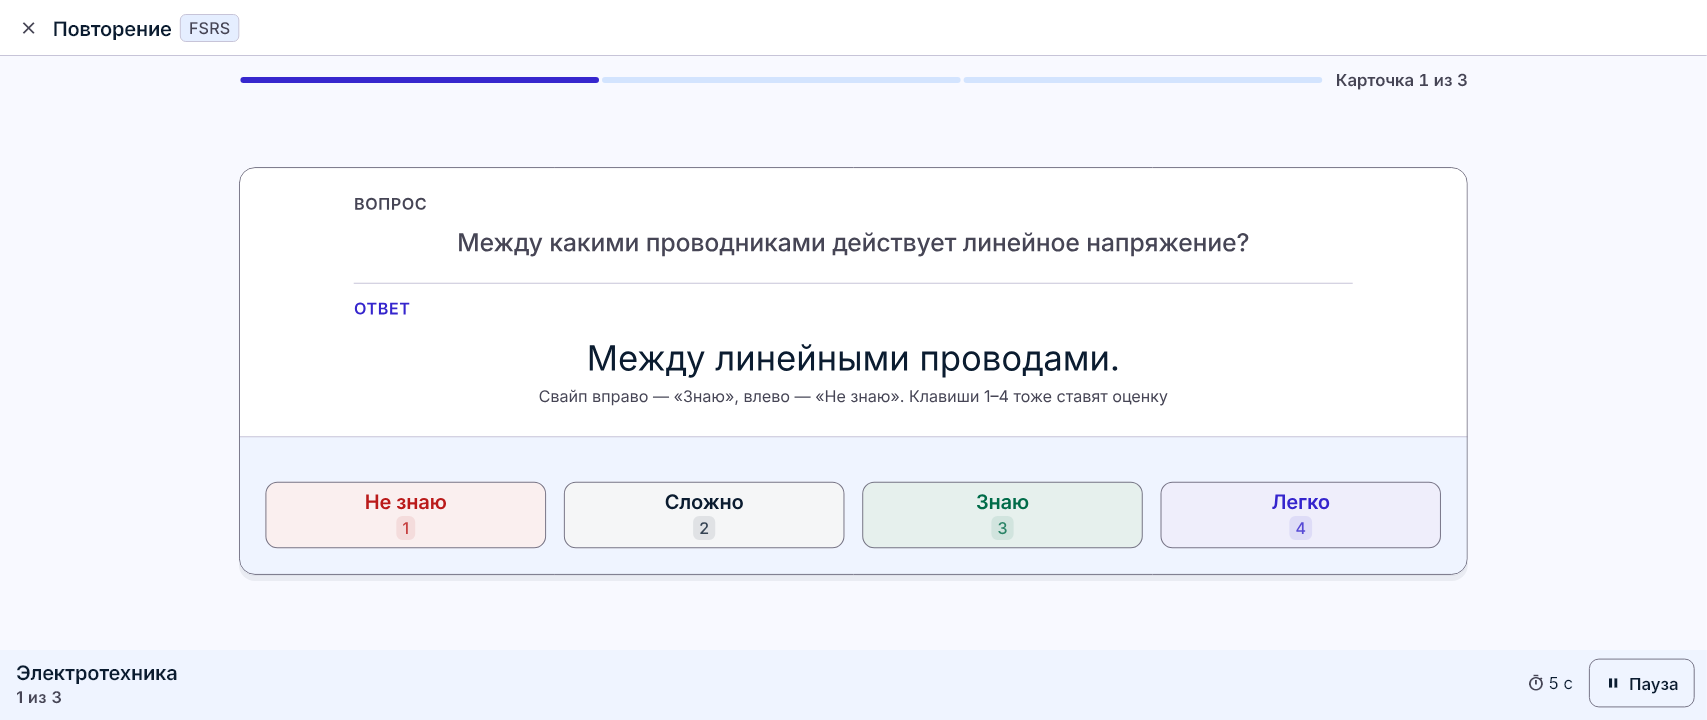 Повторение FSRS
Карточка 1 из 3
ВОПРОС
Между какими проводниками действует линейное напряжение?
ОТВЕТ
Между линейными проводами.
Свайп вправо — «Знаю», влево — «Не знаю». Клавиши 1–4 тоже ставят оценку
Не знаю
1
Сложно
2
Знаю
3
Легко
4
Электротехника
1 из 3
5 с
Пауза